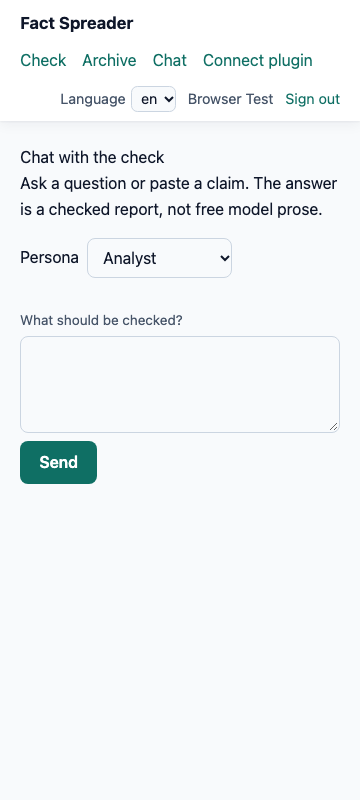 Fact Spreader
Check Archive Chat Connect plugin
Language en Browser Test Sign out
Chat with the check
Ask a question or paste a claim. The answer
is a checked report, not free model prose.
Persona Analyst
What should be checked?
Send